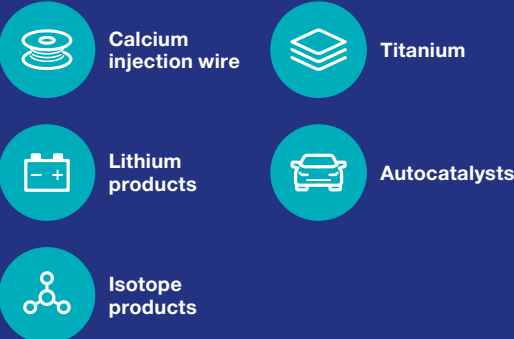 Calcium
injection wire
Titanium
Lithium
products
Autocatalysts
Isotope
products